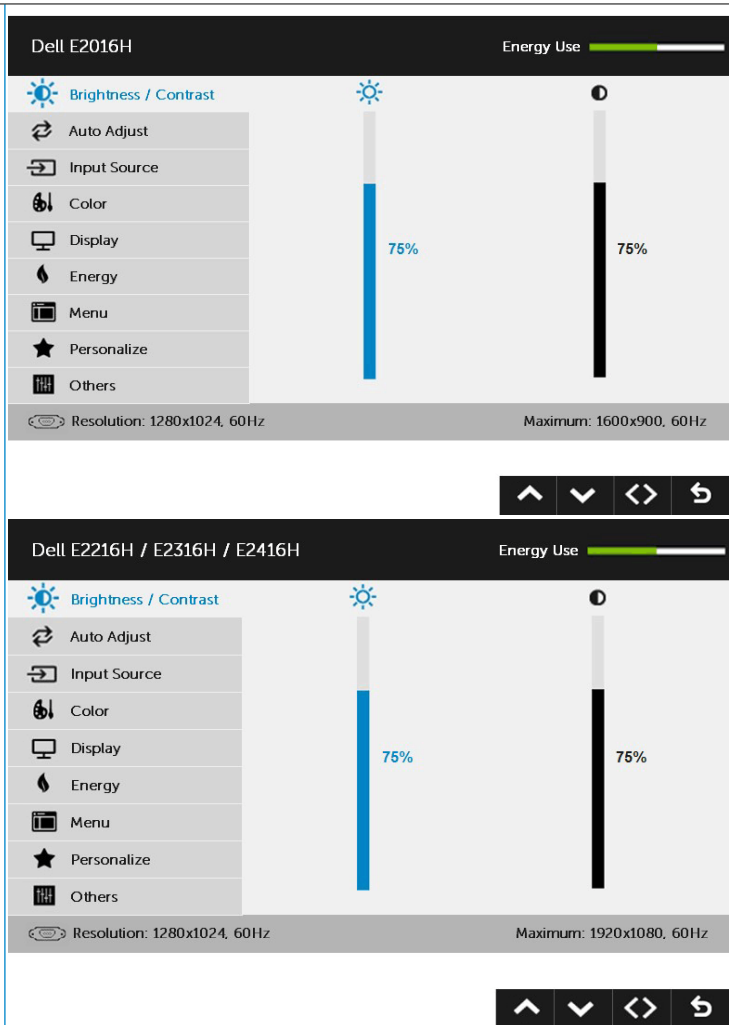 Dell E2016H Energy Use
Brightness / Contrast
Auto Adjust
Input Source
Color
Display
75% 75%
Energy
Menu
Personalize
Others
Resolution: 1280x1024, 60Hz Maximum: 1600x900, 60Hz
Dell E2216H / E2316H / E2416H Energy Use
Brightness / Contrast
Auto Adjust
Input Source
Color
Display
75% 75%
Energy
Menu
Personalize
Others
Resolution: 1280x1024, 60Hz Maximum: 1920x1080, 60Hz